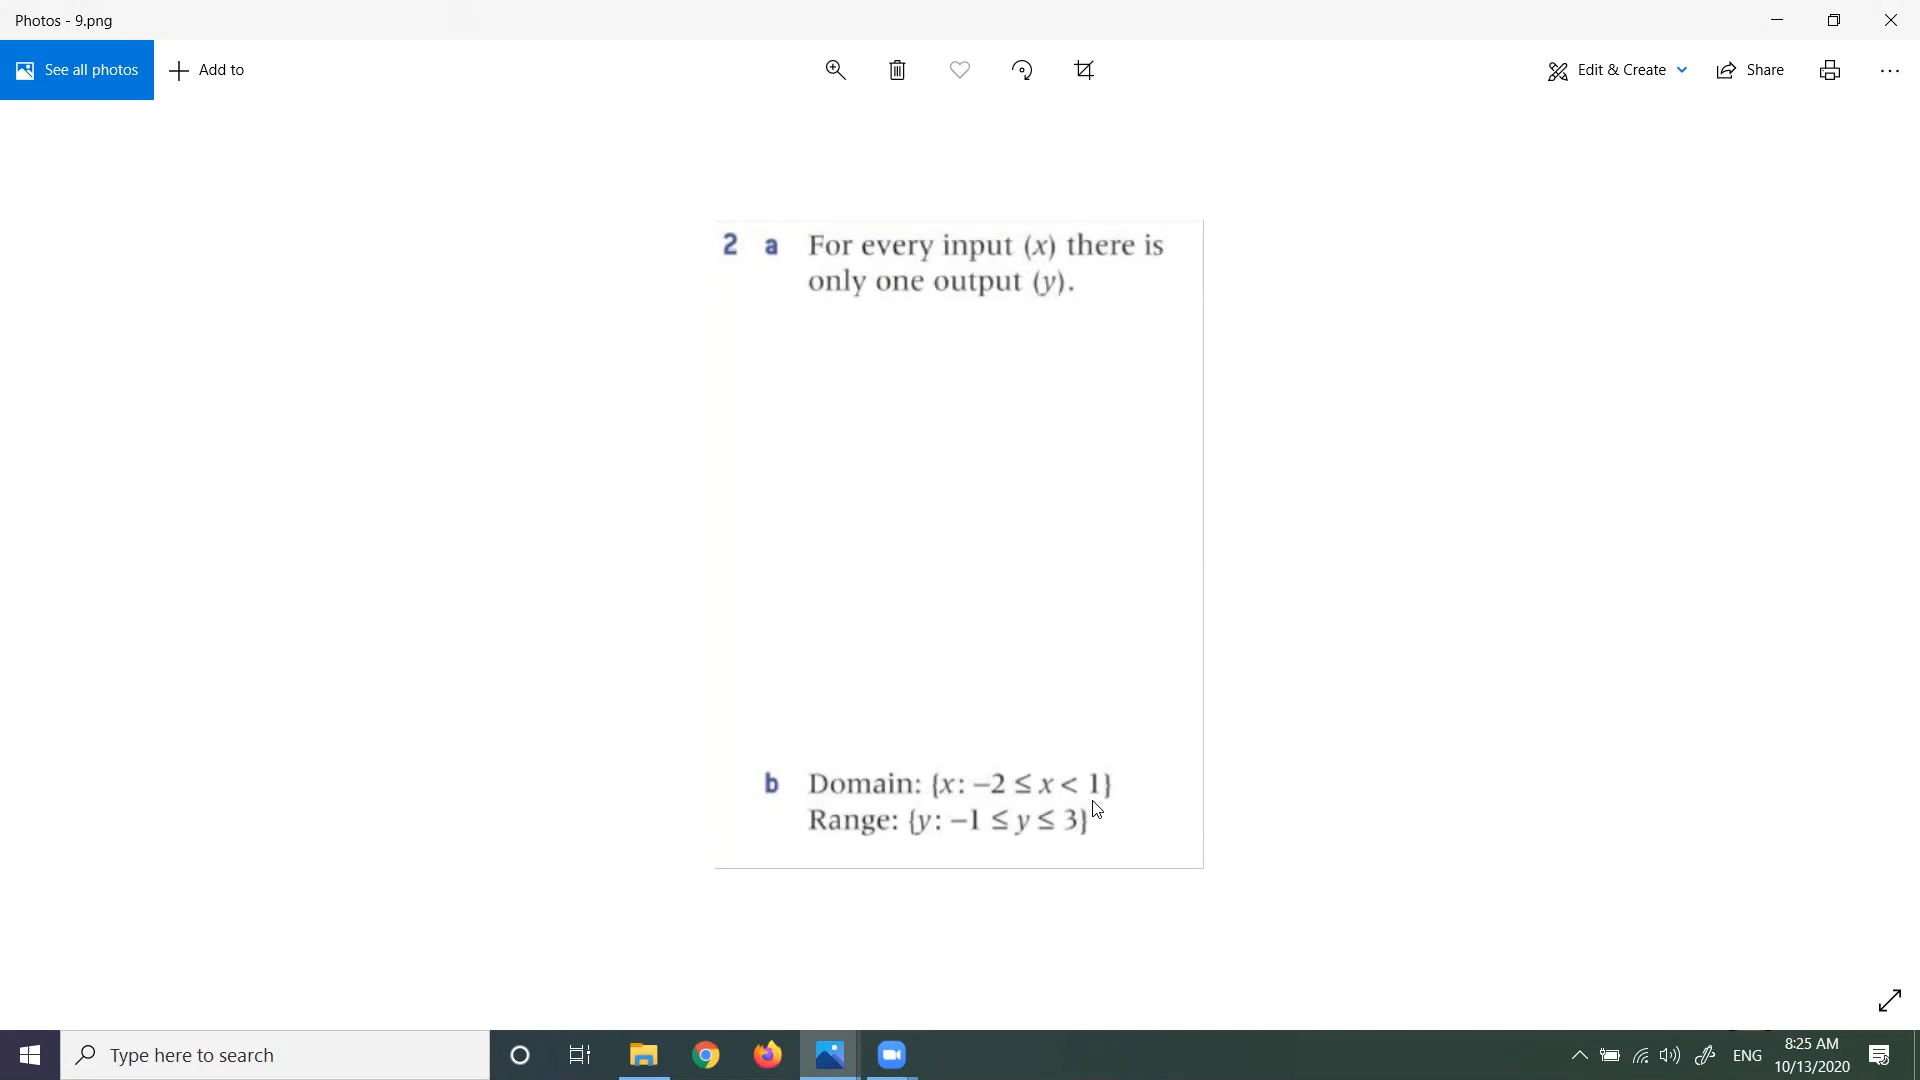 Photos - 9.png
See all photos
Add to
Edit & Create
Share
2 a For every input (x) there is
only one output (y).
b Domain: {x: −2 ≤ x < 1}
Range: {y: −1 ≤ y ≤ 3}
Type here to search
ENG
8:25 AM
10/13/2020